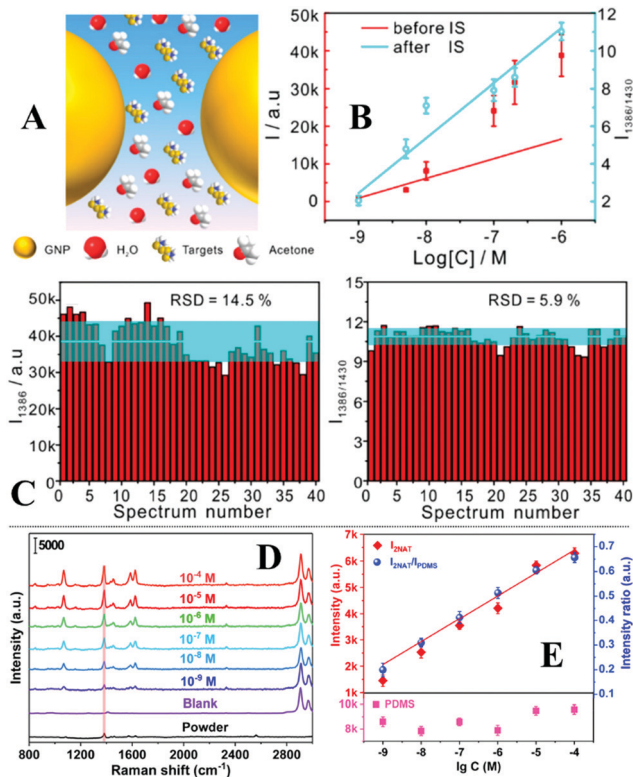 A
GNP H₂O Targets Acetone
B
before IS
after IS
I / a.u
50k
40k
30k
20k
10k
0
I1386/1430
12
10
8
6
4
2
-9 -8 -7 -6
Log[C] / M
C
RSD = 14.5 %
I1386 / a.u
50k
40k
30k
20k
10k
0
0 5 10 15 20 25 30 35 40
Spectrum number
RSD = 5.9 %
I1386/1430
15
12
9
6
3
0
0 5 10 15 20 25 30 35 40
Spectrum number
D
5000
Intensity (a.u.)
10⁻⁴ M
10⁻⁵ M
10⁻⁶ M
10⁻⁷ M
10⁻⁸ M
10⁻⁹ M
Blank
Powder
800 1200 1600 2000 2400 2800
Raman shift (cm⁻¹)
E
I2NAT
I2NAT/IPDMS
Intensity (a.u.)
7k
6k
5k
4k
3k
2k
1k
Intensity ratio (a.u.)
0.7
0.6
0.5
0.4
0.3
0.2
0.1
PDMS
10k
8k
-9 -8 -7 -6 -5 -4
lg C (M)